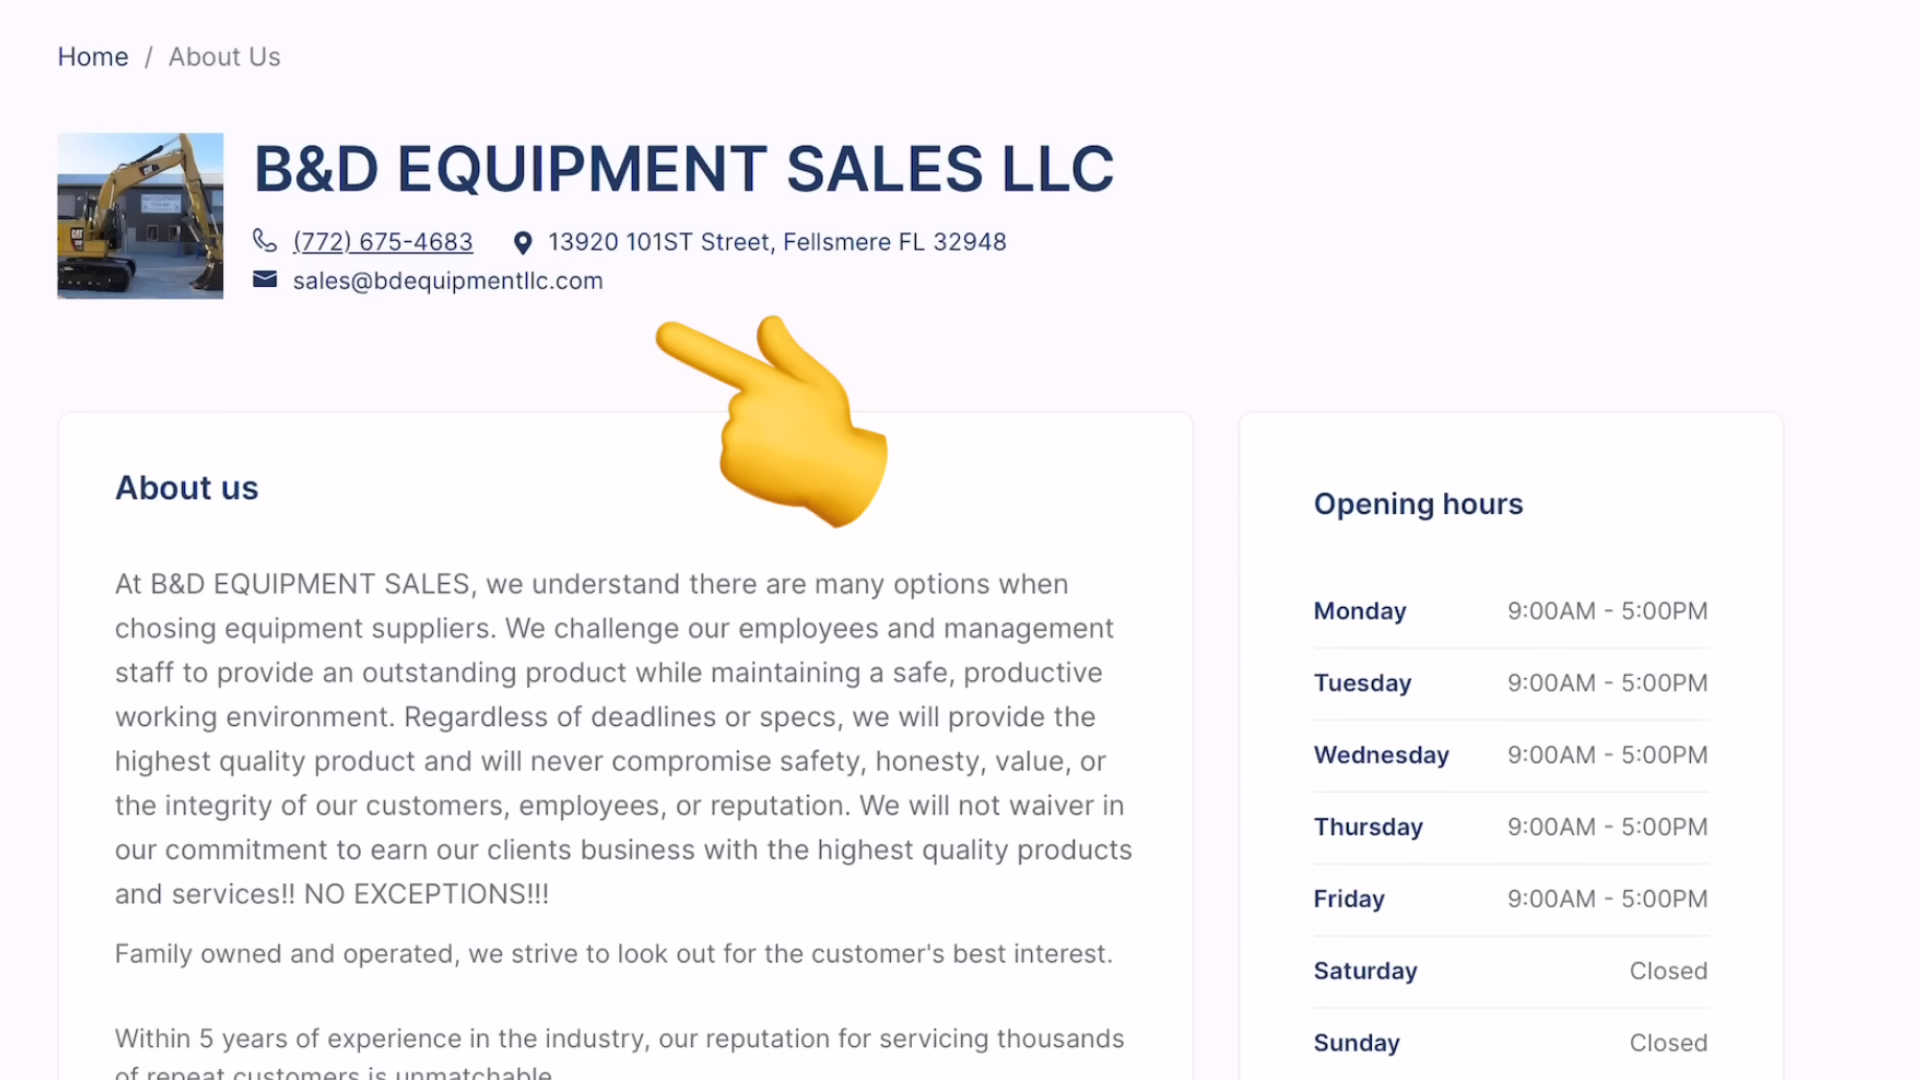 Home / About Us
B&D EQUIPMENT SALES LLC
(772) 675-4683 13920 101ST Street, Fellsmere FL 32948
sales@bdequipmentllc.com
About us
At B&D EQUIPMENT SALES, we understand there are many options when
chosing equipment suppliers. We challenge our employees and management
staff to provide an outstanding product while maintaining a safe, productive
working environment. Regardless of deadlines or specs, we will provide the
highest quality product and will never compromise safety, honesty, value, or
the integrity of our customers, employees, or reputation. We will not waiver in
our commitment to earn our clients business with the highest quality products
and services!! NO EXCEPTIONS!!!
Family owned and operated, we strive to look out for the customer's best interest.
Within 5 years of experience in the industry, our reputation for servicing thousands
of repeat customers is unmatchable
Opening hours
Monday 9:00AM - 5:00PM
Tuesday 9:00AM - 5:00PM
Wednesday 9:00AM - 5:00PM
Thursday 9:00AM - 5:00PM
Friday 9:00AM - 5:00PM
Saturday Closed
Sunday Closed